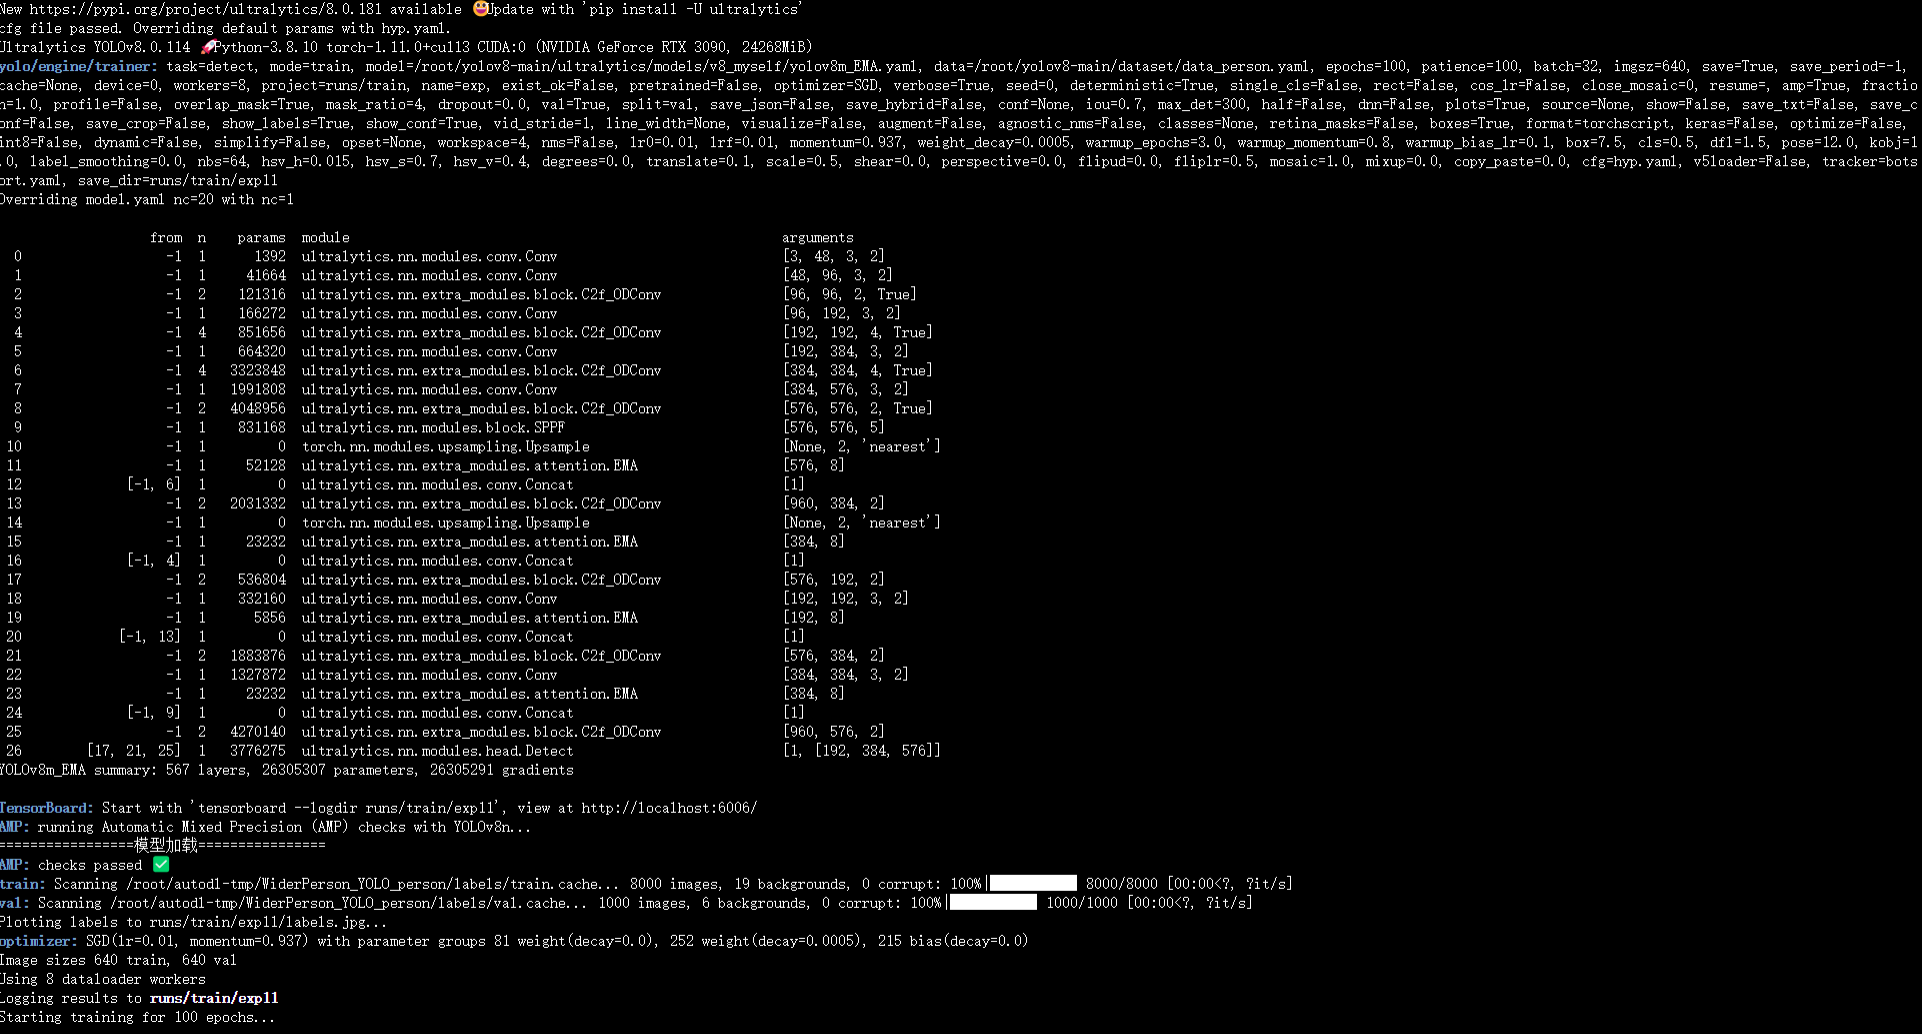 New https://pypi.org/project/ultralytics/8.0.181 available 😃Update with 'pip install -U ultralytics'
cfg file passed. Overriding default params with hyp.yaml.
Ultralytics YOLOv8.0.114 🚀Python-3.8.10 torch-1.11.0+cu113 CUDA:0 (NVIDIA GeForce RTX 3090, 24268MiB)
yolo/engine/trainer: task=detect, mode=train, model=/root/yolov8-main/ultralytics/models/v8_myself/yolov8m_EMA.yaml, data=/root/yolov8-main/dataset/data_person.yaml, epochs=100, patience=100, batch=32, imgsz=640, save=True, save_period=-1,
cache=None, device=0, workers=8, project=runs/train, name=exp, exist_ok=False, pretrained=False, optimizer=SGD, verbose=True, seed=0, deterministic=True, single_cls=False, rect=False, cos_lr=False, close_mosaic=0, resume=, amp=True, fractio
n=1.0, profile=False, overlap_mask=True, mask_ratio=4, dropout=0.0, val=True, split=val, save_json=False, save_hybrid=False, conf=None, iou=0.7, max_det=300, half=False, dnn=False, plots=True, source=None, show=False, save_txt=False, save_c
onf=False, save_crop=False, show_labels=True, show_conf=True, vid_stride=1, line_width=None, visualize=False, augment=False, agnostic_nms=False, classes=None, retina_masks=False, boxes=True, format=torchscript, keras=False, optimize=False,
int8=False, dynamic=False, simplify=False, opset=None, workspace=4, nms=False, lr0=0.01, lrf=0.01, momentum=0.937, weight_decay=0.0005, warmup_epochs=3.0, warmup_momentum=0.8, warmup_bias_lr=0.1, box=7.5, cls=0.5, dfl=1.5, pose=12.0, kobj=1
.0, label_smoothing=0.0, nbs=64, hsv_h=0.015, hsv_s=0.7, hsv_v=0.4, degrees=0.0, translate=0.1, scale=0.5, shear=0.0, perspective=0.0, flipud=0.0, fliplr=0.5, mosaic=1.0, mixup=0.0, copy_paste=0.0, cfg=hyp.yaml, v5loader=False, tracker=bots
ort.yaml, save_dir=runs/train/exp11
Overriding model.yaml nc=20 with nc=1
from n params module arguments
0 -1 1 1392 ultralytics.nn.modules.conv.Conv [3, 48, 3, 2]
1 -1 1 41664 ultralytics.nn.modules.conv.Conv [48, 96, 3, 2]
2 -1 2 121316 ultralytics.nn.extra_modules.block.C2f_ODConv [96, 96, 2, True]
3 -1 1 166272 ultralytics.nn.modules.conv.Conv [96, 192, 3, 2]
4 -1 4 851656 ultralytics.nn.extra_modules.block.C2f_ODConv [192, 192, 4, True]
5 -1 1 664320 ultralytics.nn.modules.conv.Conv [192, 384, 3, 2]
6 -1 4 3323848 ultralytics.nn.extra_modules.block.C2f_ODConv [384, 384, 4, True]
7 -1 1 1991808 ultralytics.nn.modules.conv.Conv [384, 576, 3, 2]
8 -1 2 4048956 ultralytics.nn.extra_modules.block.C2f_ODConv [576, 576, 2, True]
9 -1 1 831168 ultralytics.nn.modules.block.SPPF [576, 576, 5]
10 -1 1 0 torch.nn.modules.upsampling.Upsample [None, 2, 'nearest']
11 -1 1 52128 ultralytics.nn.extra_modules.attention.EMA [576, 8]
12 [-1, 6] 1 0 ultralytics.nn.modules.conv.Concat [1]
13 -1 2 2031332 ultralytics.nn.extra_modules.block.C2f_ODConv [960, 384, 2]
14 -1 1 0 torch.nn.modules.upsampling.Upsample [None, 2, 'nearest']
15 -1 1 23232 ultralytics.nn.extra_modules.attention.EMA [384, 8]
16 [-1, 4] 1 0 ultralytics.nn.modules.conv.Concat [1]
17 -1 2 536804 ultralytics.nn.extra_modules.block.C2f_ODConv [576, 192, 2]
18 -1 1 332160 ultralytics.nn.modules.conv.Conv [192, 192, 3, 2]
19 -1 1 5856 ultralytics.nn.extra_modules.attention.EMA [192, 8]
20 [-1, 13] 1 0 ultralytics.nn.modules.conv.Concat [1]
21 -1 2 1883876 ultralytics.nn.extra_modules.block.C2f_ODConv [576, 384, 2]
22 -1 1 1327872 ultralytics.nn.modules.conv.Conv [384, 384, 3, 2]
23 -1 1 23232 ultralytics.nn.extra_modules.attention.EMA [384, 8]
24 [-1, 9] 1 0 ultralytics.nn.modules.conv.Concat [1]
25 -1 2 4270140 ultralytics.nn.extra_modules.block.C2f_ODConv [960, 576, 2]
26 [17, 21, 25] 1 3776275 ultralytics.nn.modules.head.Detect [1, [192, 384, 576]]
YOLOv8m_EMA summary: 567 layers, 26305307 parameters, 26305291 gradients
TensorBoard: Start with 'tensorboard --logdir runs/train/exp11', view at http://localhost:6006/
AMP: running Automatic Mixed Precision (AMP) checks with YOLOv8n...
=================模型加载================
AMP: checks passed ✅
train: Scanning /root/autodl-tmp/WiderPerson_YOLO_person/labels/train.cache... 8000 images, 19 backgrounds, 0 corrupt: 100%|██████████| 8000/8000 [00:00<?, ?it/s]
val: Scanning /root/autodl-tmp/WiderPerson_YOLO_person/labels/val.cache... 1000 images, 6 backgrounds, 0 corrupt: 100%|██████████| 1000/1000 [00:00<?, ?it/s]
Plotting labels to runs/train/exp11/labels.jpg...
optimizer: SGD(lr=0.01, momentum=0.937) with parameter groups 81 weight(decay=0.0), 252 weight(decay=0.0005), 215 bias(decay=0.0)
Image sizes 640 train, 640 val
Using 8 dataloader workers
Logging results to runs/train/exp11
Starting training for 100 epochs...